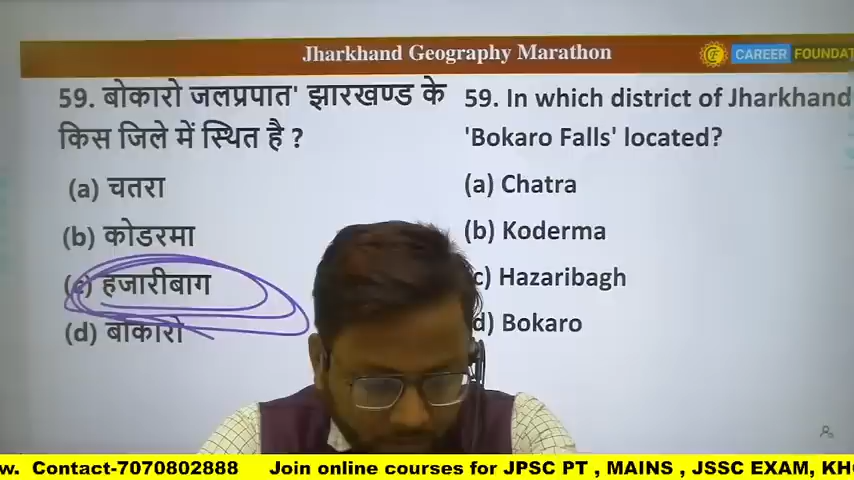 Jharkhand Geography Marathon
CAREER FOUNDAT
59. बोकारो जलप्रपात' झारखण्ड के
किस जिले में स्थित है ?
(a) चतरा
(b) कोडरमा
(c) हजारीबाग
(d) बोकारो
59. In which district of Jharkhand
'Bokaro Falls' located?
(a) Chatra
(b) Koderma
c) Hazaribagh
d) Bokaro
w. Contact-7070802888 Join online courses for JPSC PT , MAINS , JSSC EXAM, KH